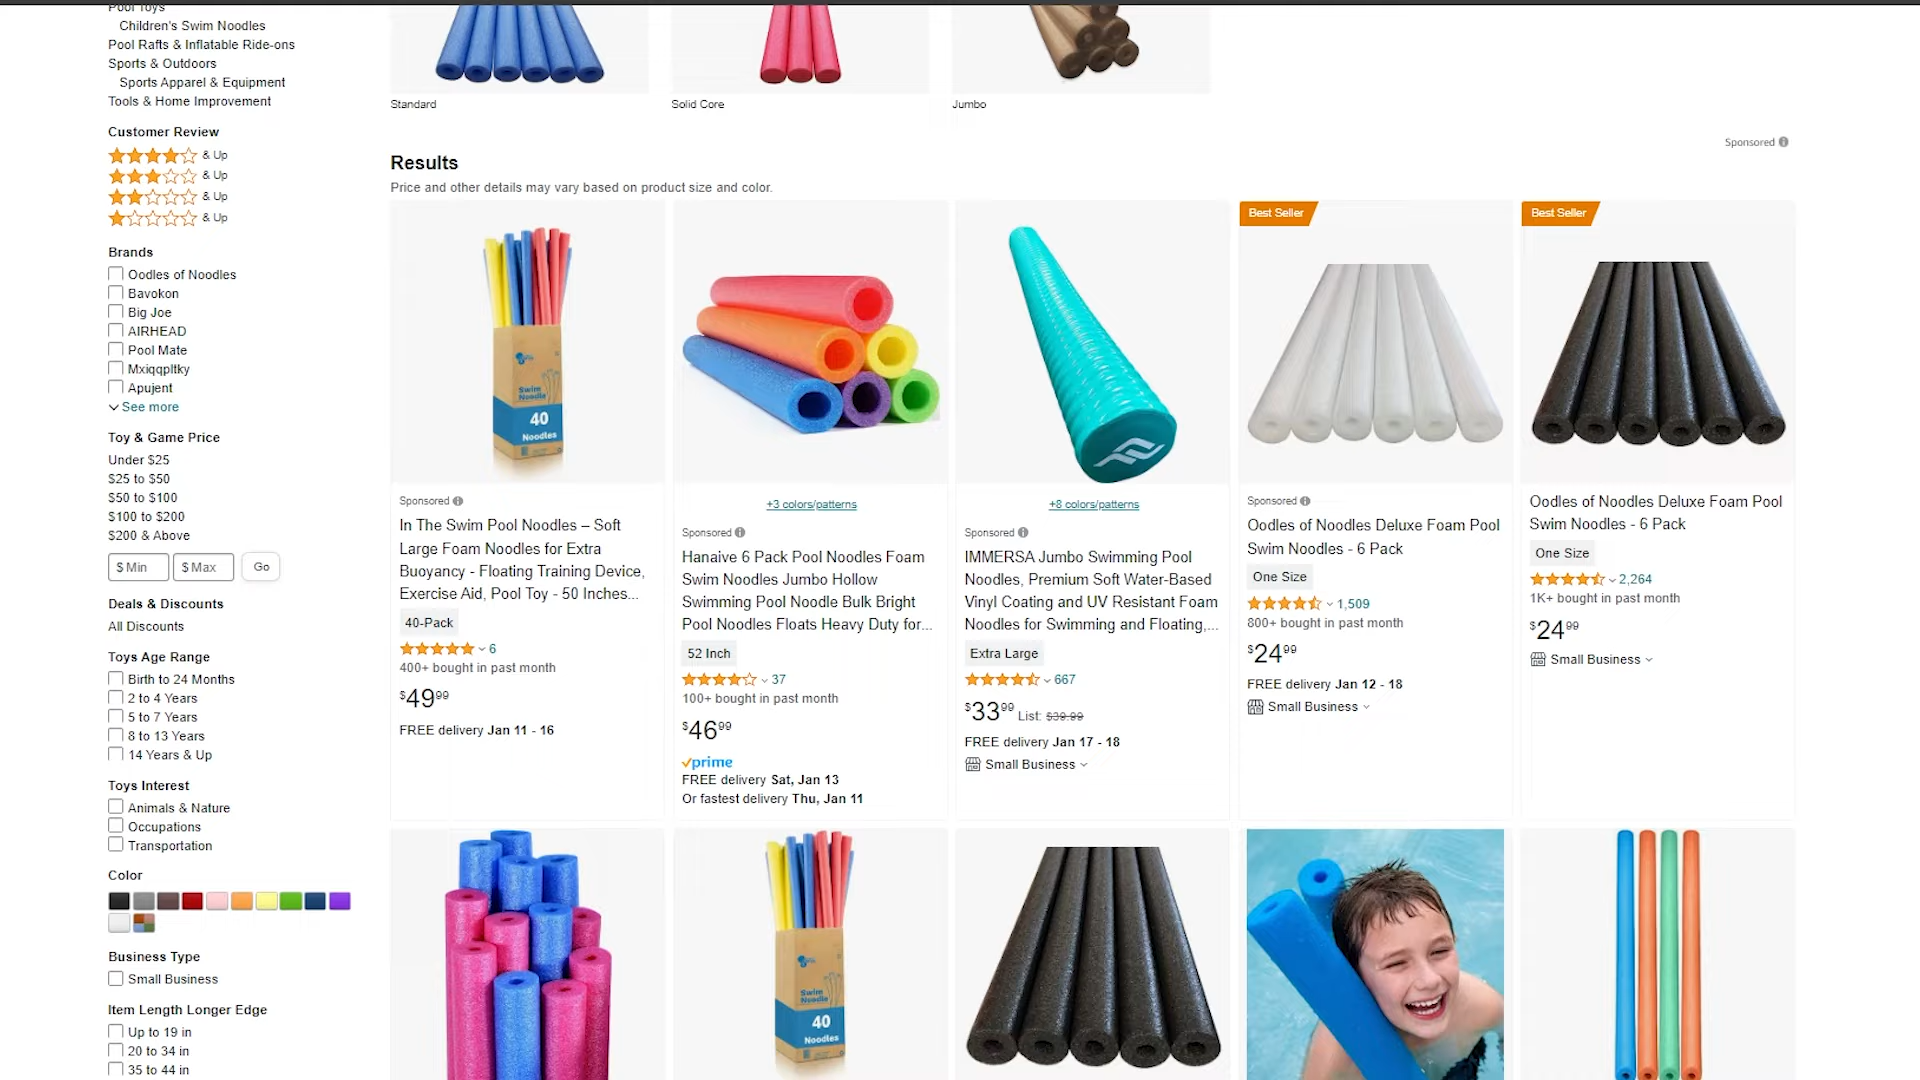 Pool Toys
Children's Swim Noodles
Pool Rafts & Inflatable Ride-ons
Sports & Outdoors
Sports Apparel & Equipment
Tools & Home Improvement
Customer Review
& Up
& Up
& Up
& Up
Brands
Oodles of Noodles
Bavokon
Big Joe
AIRHEAD
Pool Mate
Mxiqqpltky
Apujent
See more
Toy & Game Price
Under $25
$25 to $50
$50 to $100
$100 to $200
$200 & Above
$ Min $ Max Go
Deals & Discounts
All Discounts
Toys Age Range
Birth to 24 Months
2 to 4 Years
5 to 7 Years
8 to 13 Years
14 Years & Up
Toys Interest
Animals & Nature
Occupations
Transportation
Color
Business Type
Small Business
Item Length Longer Edge
Up to 19 in
20 to 34 in
35 to 44 in
Standard
Solid Core
Jumbo
Sponsored
Results
Price and other details may vary based on product size and color.
Swim
Noodle
40
Noodles
Sponsored
In The Swim Pool Noodles – Soft
Large Foam Noodles for Extra
Buoyancy - Floating Training Device,
Exercise Aid, Pool Toy - 50 Inches...
40-Pack
6
400+ bought in past month
$49.99
FREE delivery Jan 11 - 16
+3 colors/patterns
Sponsored
Hanaive 6 Pack Pool Noodles Foam
Swim Noodles Jumbo Hollow
Swimming Pool Noodle Bulk Bright
Pool Noodles Floats Heavy Duty for...
52 Inch
37
100+ bought in past month
$46.99
prime
FREE delivery Sat, Jan 13
Or fastest delivery Thu, Jan 11
+8 colors/patterns
Sponsored
IMMERSA Jumbo Swimming Pool
Noodles, Premium Soft Water-Based
Vinyl Coating and UV Resistant Foam
Noodles for Swimming and Floating,...
Extra Large
667
$33.99 List: $39.99
FREE delivery Jan 17 - 18
Small Business
Best Seller
Sponsored
Oodles of Noodles Deluxe Foam Pool
Swim Noodles - 6 Pack
One Size
1,509
800+ bought in past month
$24.99
FREE delivery Jan 12 - 18
Small Business
Best Seller
Oodles of Noodles Deluxe Foam Pool
Swim Noodles - 6 Pack
One Size
2,264
1K+ bought in past month
$24.99
Small Business
Swim
Noodle
40
Noodles